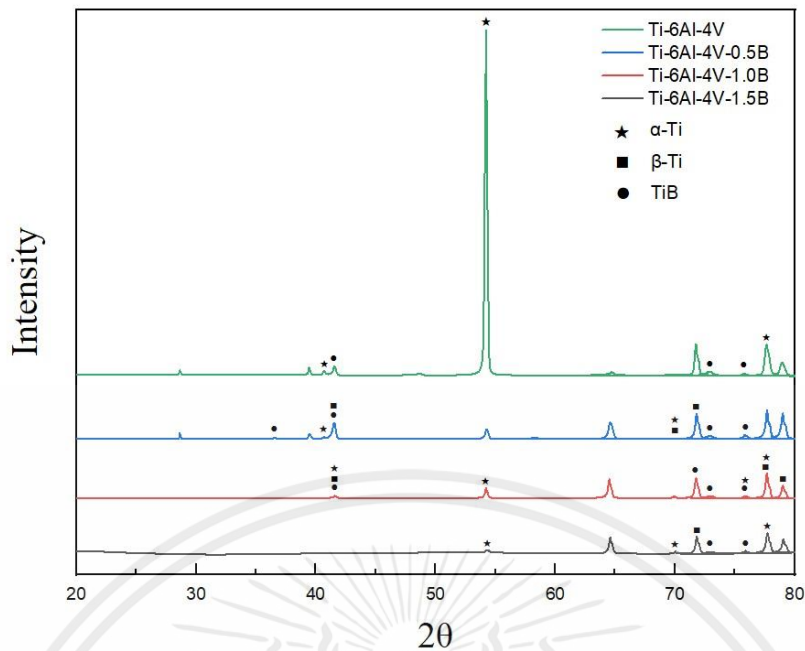 Ti-6Al-4V
Ti-6Al-4V-0.5B
Ti-6Al-4V-1.0B
Ti-6Al-4V-1.5B
α-Ti
β-Ti
TiB
Intensity
20 30 40 50 60 70 80
2θ